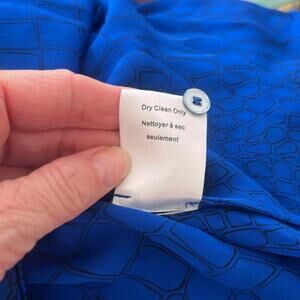 Dry Clean Only
Nettoyer à sec
seulement